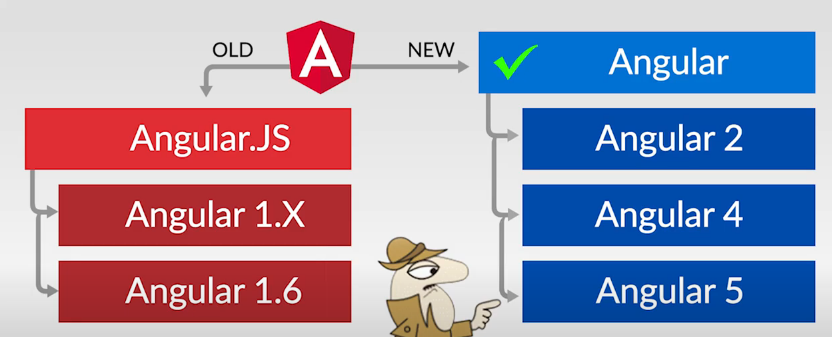 OLD
A
NEW
Angular
Angular.JS
Angular 2
Angular 1.X
Angular 4
Angular 1.6
Angular 5